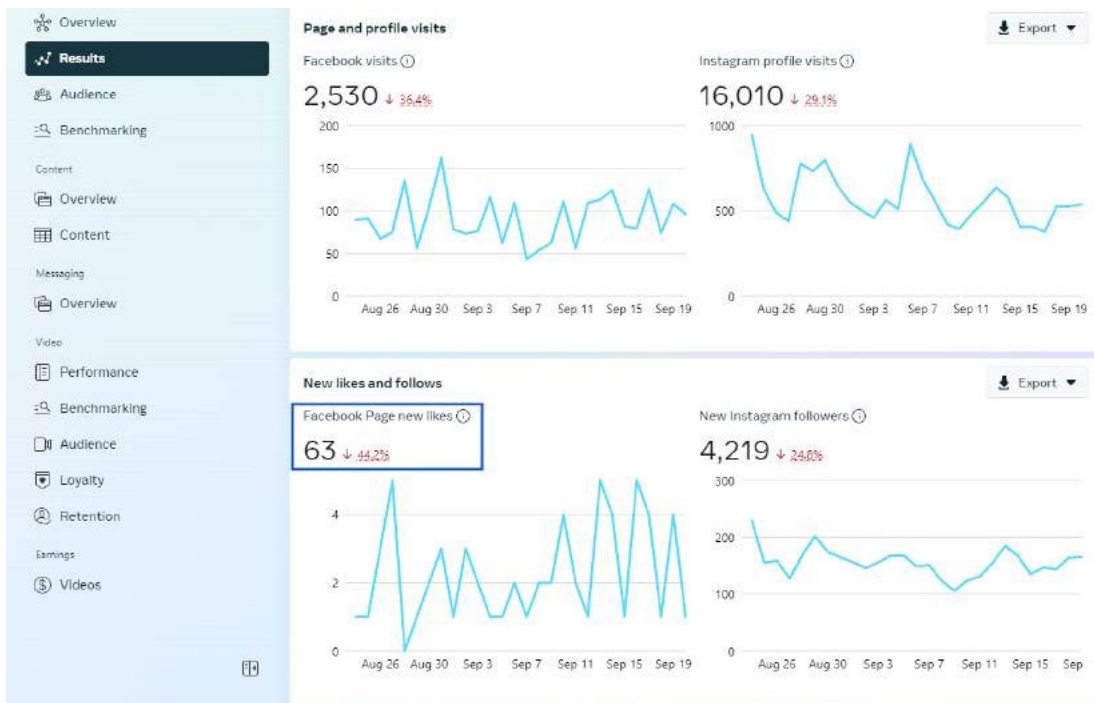 Overview
Results
Audience
Benchmarking
Content
Overview
Content
Messaging
Overview
Video
Performance
Benchmarking
Audience
Loyalty
Retention
Earnings
Videos
Page and profile visits
Export
Facebook visits
2,530 ↓ 36.4%
200
150
100
50
0
Aug 26 Aug 30 Sep 3 Sep 7 Sep 11 Sep 15 Sep 19
Instagram profile visits
16,010 ↓ 29.1%
1000
500
0
Aug 26 Aug 30 Sep 3 Sep 7 Sep 11 Sep 15 Sep 19
New likes and follows
Export
Facebook Page new likes
63 ↓ 44.2%
4
2
0
Aug 26 Aug 30 Sep 3 Sep 7 Sep 11 Sep 15 Sep 19
New Instagram followers
4,219 ↓ 24.8%
300
200
100
0
Aug 26 Aug 30 Sep 3 Sep 7 Sep 11 Sep 15 Sep